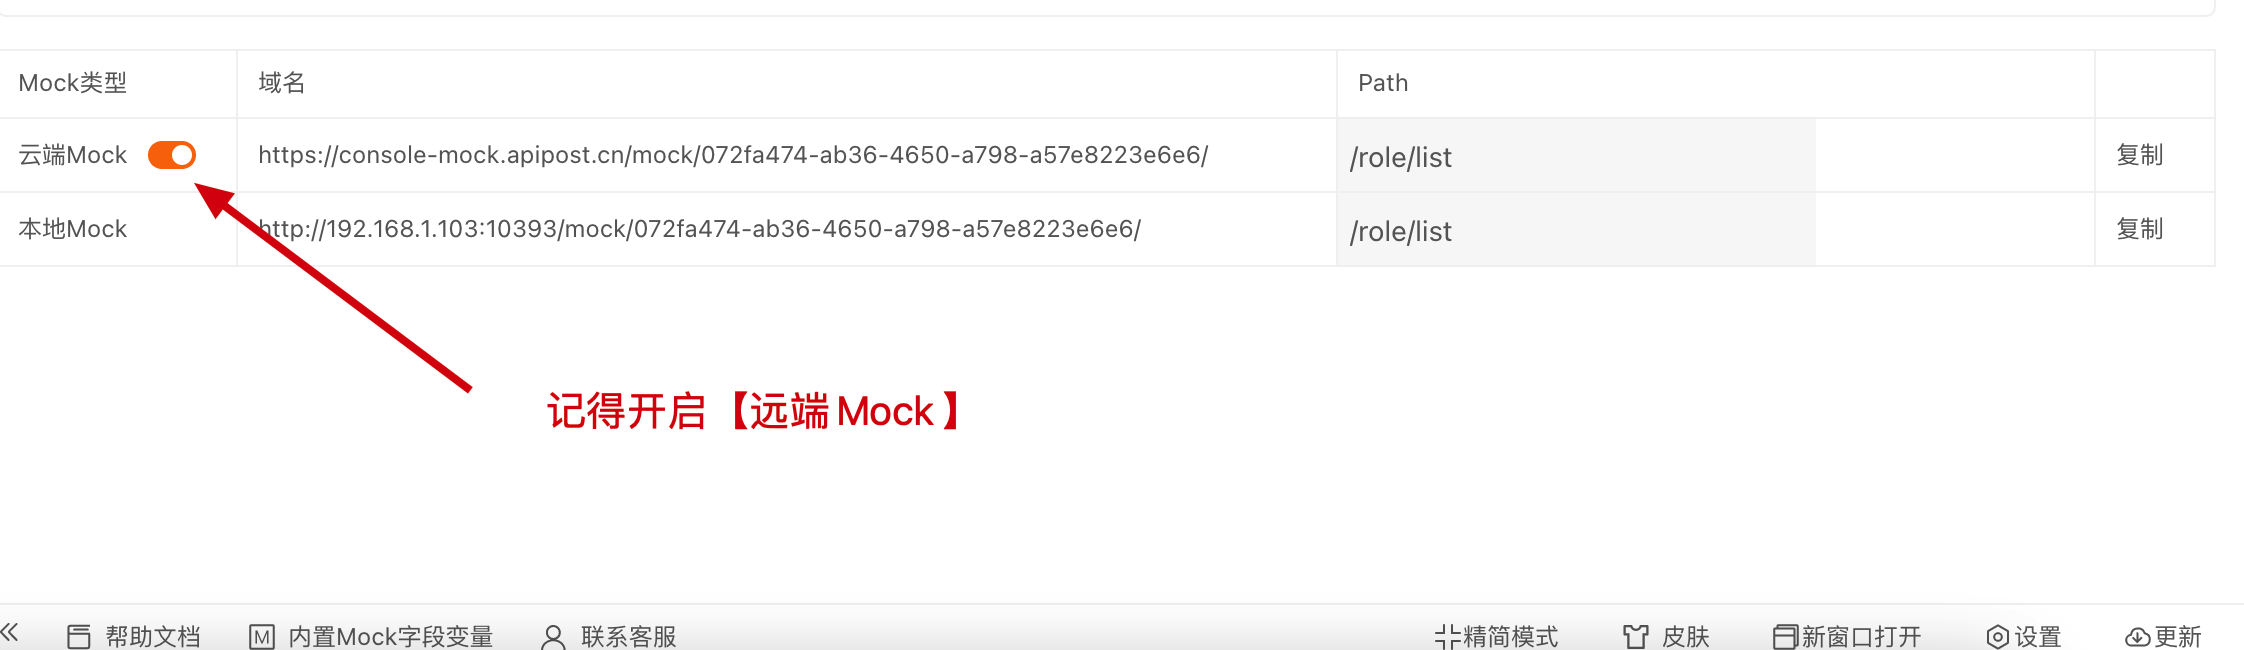 Mock类型 域名 Path
云端Mock https://console-mock.apipost.cn/mock/072fa474-ab36-4650-a798-a57e8223e6e6/ /role/list 复制
本地Mock http://192.168.1.103:10393/mock/072fa474-ab36-4650-a798-a57e8223e6e6/ /role/list 复制
记得开启【远端Mock】
帮助文档 M 内置Mock字段变量 联系客服 精简模式 皮肤 新窗口打开 设置 更新